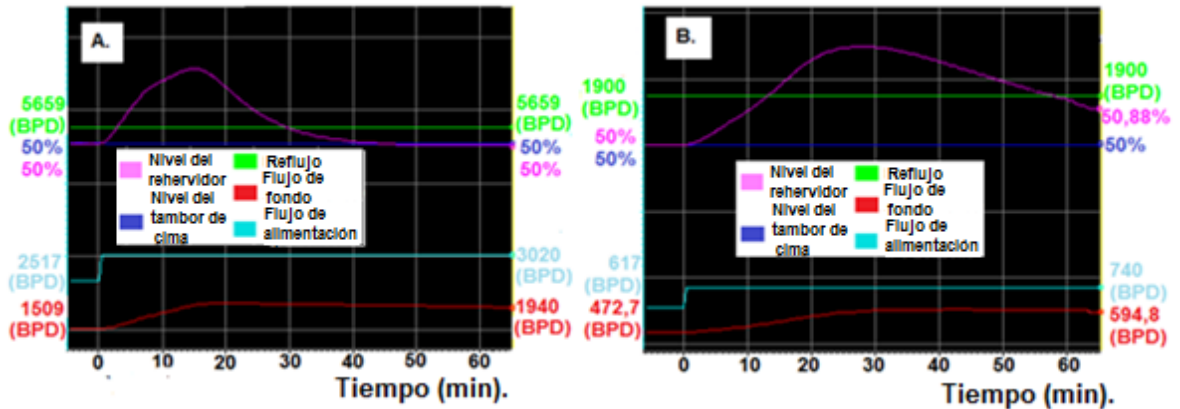 A.
5659
(BPD)
50%
50%
2517
(BPD)
1509
(BPD)
Nivel del
rehervidor
Nivel del
tambor de
cima
Reflujo
Flujo de
fondo
Flujo de
alimentación
5659
(BPD)
50%
50%
3020
(BPD)
1940
(BPD)
0 10 20 30 40 50 60
Tiempo (min).
B.
1900
(BPD)
50%
50%
617
(BPD)
472,7
(BPD)
Nivel del
rehervidor
Nivel del
tambor de
cima
Reflujo
Flujo de
fondo
Flujo de
alimentación
1900
(BPD)
50,88%
50%
740
(BPD)
594,8
(BPD)
0 10 20 30 40 50 60
Tiempo (min).